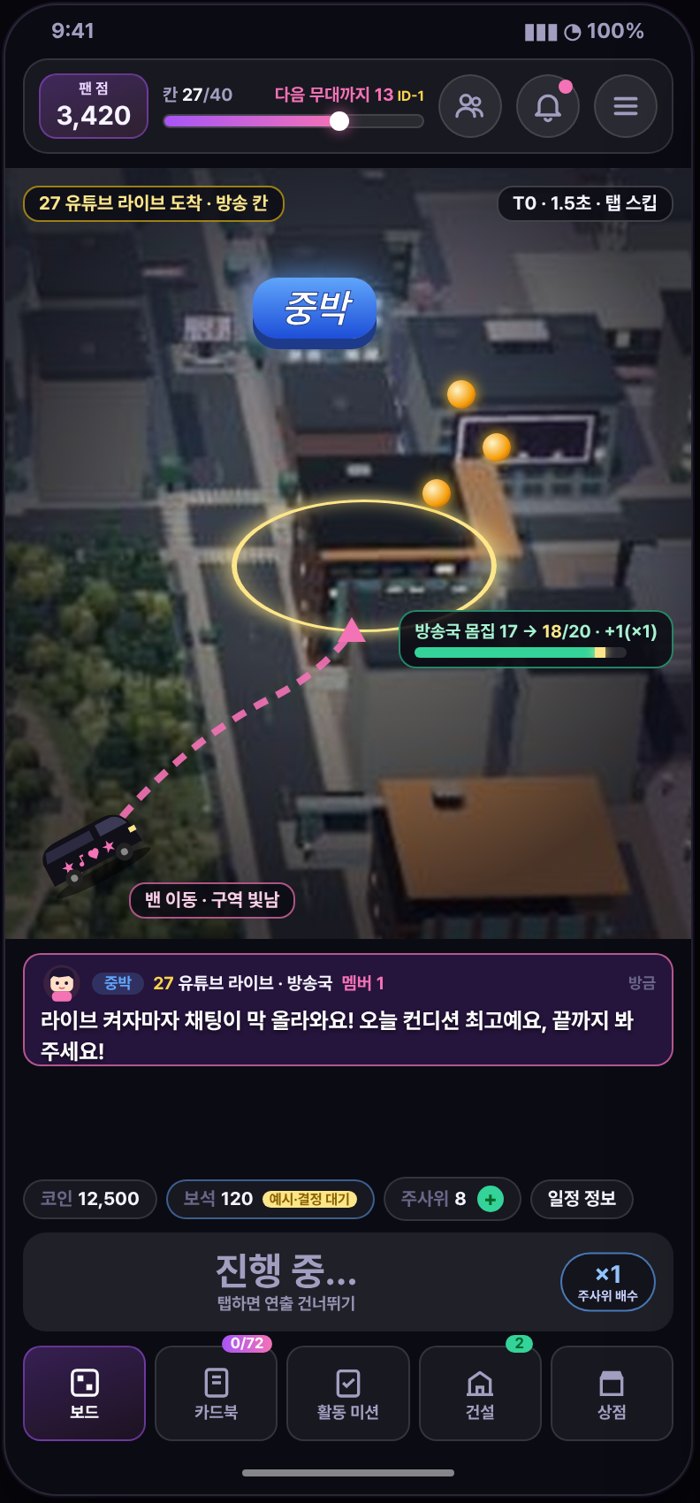 9:41
100%
팬 점
3,420
칸 27/40
다음 무대까지 13 ID-1
27 유튜브 라이브 도착 · 방송 칸
T0 · 1.5초 · 탭 스킵
중박
방송국 몸집 17 → 18/20 · +1(×1)
밴 이동 · 구역 빛남
중박 27 유튜브 라이브 · 방송국 멤버 1
방금
라이브 켜자마자 채팅이 막 올라와요! 오늘 컨디션 최고예요, 끝까지 봐
주세요!
코인 12,500
보석 120 예시·결정 대기
주사위 8 +
일정 정보
진행 중...
탭하면 연출 건너뛰기
×1
주사위 배수
0/72
2
보드
카드북
활동 미션
건설
상점